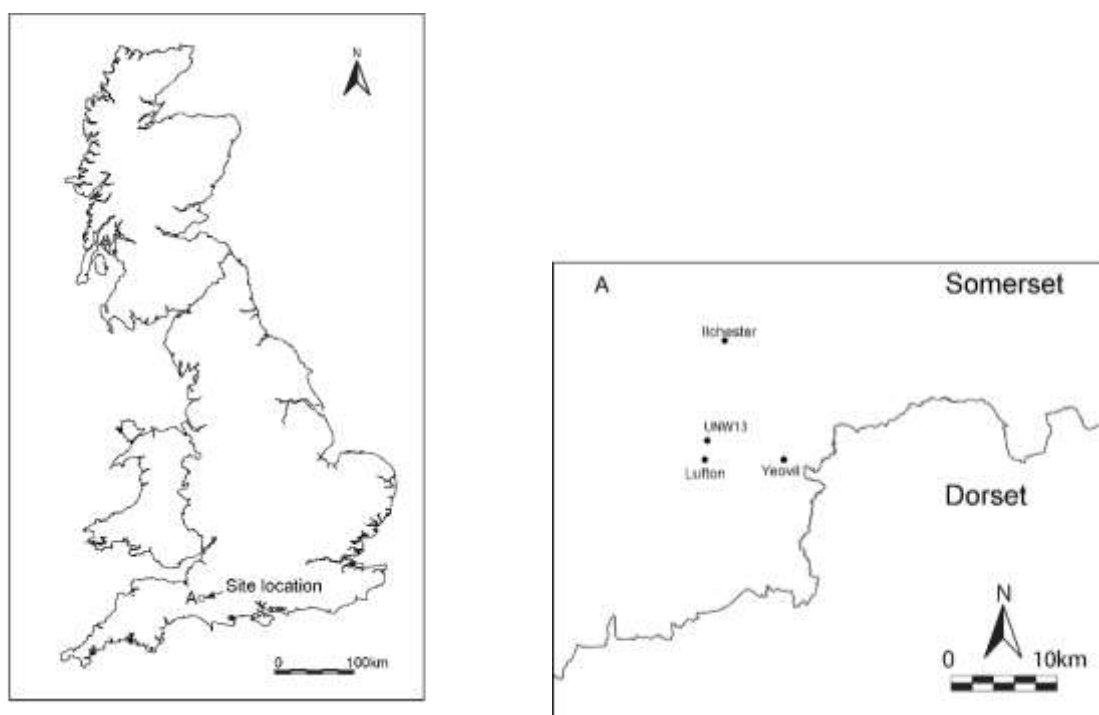 N
Site location
A
0 100km
A
Somerset
Ilchester
UNW13
Lufton
Yeovil
Dorset
N
0 10km